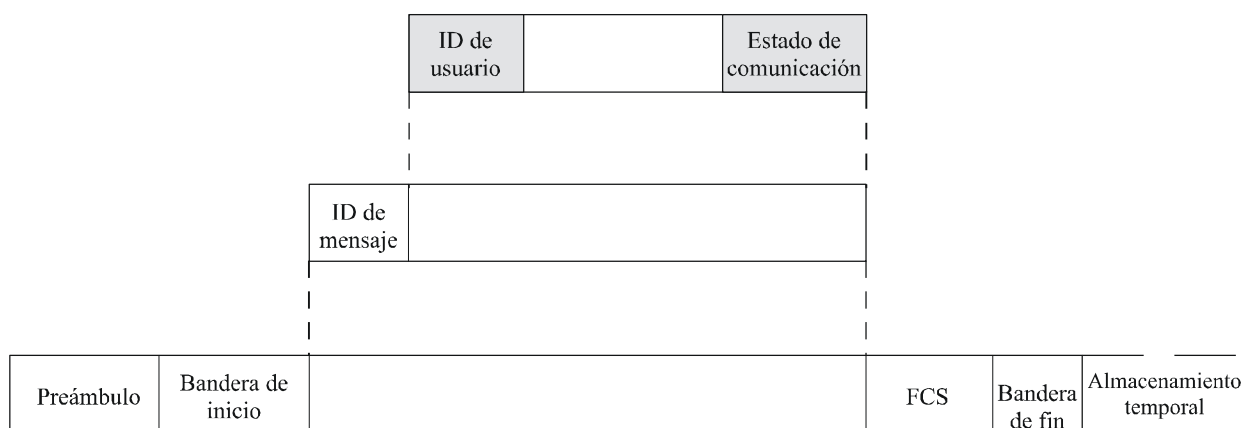 ID de
usuario
Estado de
comunicación
ID de
mensaje
Preámbulo
Bandera de
inicio
FCS
Bandera
de fin
Almacenamiento
temporal